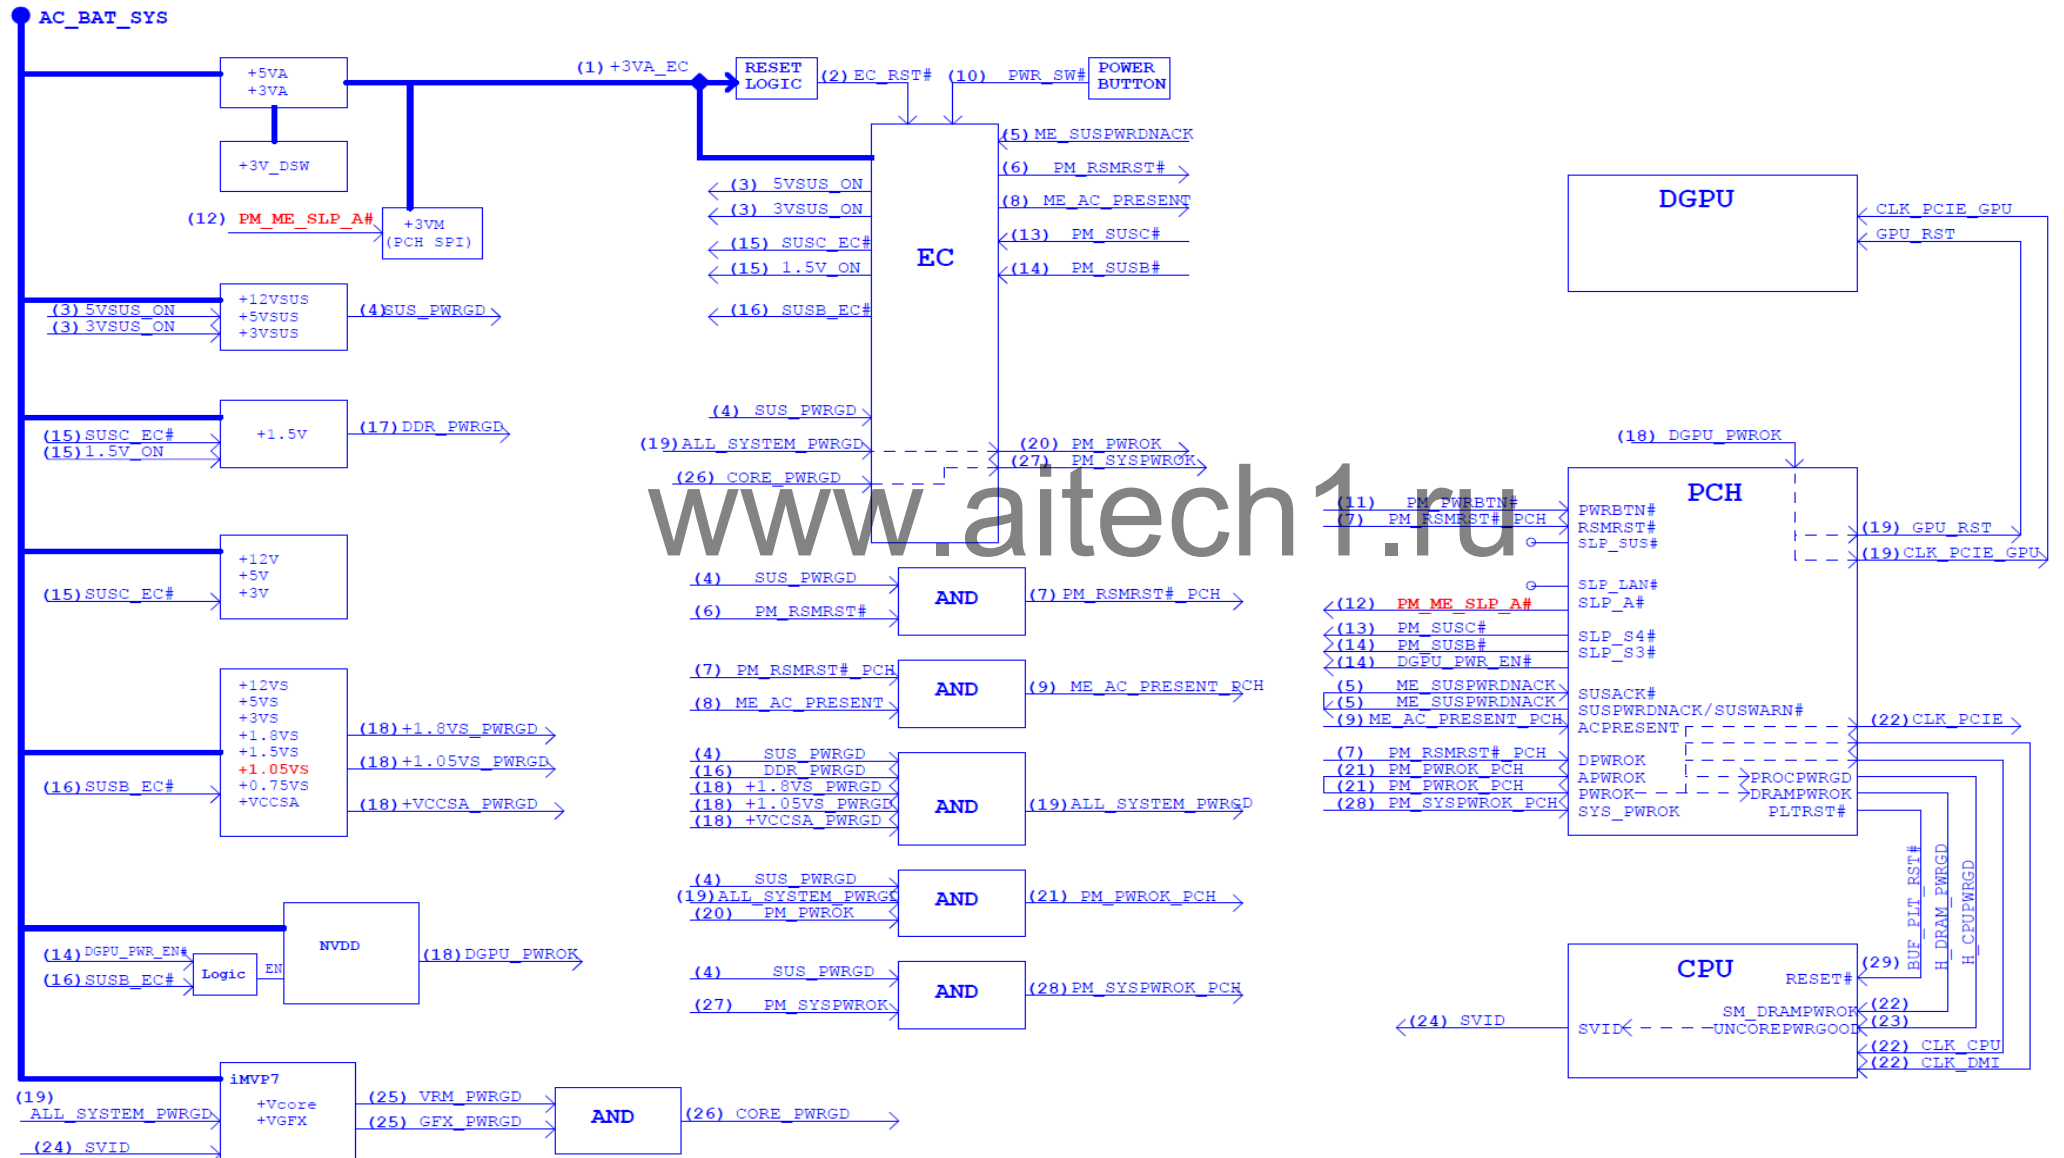 AC_BAT_SYS
+5VA
+3VA
+3V_DSW
(12) PM_ME_SLP_A#
+3VM
(PCH SPI)
(1) +3VA_EC
RESET
LOGIC
(2) EC_RST#
(10) PWR_SW#
POWER
BUTTON
(3) 5VSUS_ON
(3) 3VSUS_ON
+12VSUS
+5VSUS
+3VSUS
(4) SUS_PWRGD
(15) SUSC_EC#
(15) 1.5V_ON
+1.5V
(17) DDR_PWRGD
(15) SUSC_EC#
+12V
+5V
+3V
(16) SUSB_EC#
+12VS
+5VS
+3VS
+1.8VS
+1.5VS
+1.05VS
+0.75VS
+VCCSA
(18) +1.8VS_PWRGD
(18) +1.05VS_PWRGD
(18) +VCCSA_PWRGD
(14) DGPU_PWR_EN#
(16) SUSB_EC#
Logic
EN
NVDD
(18) DGPU_PWROK
(19)
ALL_SYSTEM_PWRGD
(24) SVID
iMVP7
+Vcore
+VGFX
(25) VRM_PWRGD
(25) GFX_PWRGD
AND
(26) CORE_PWRGD
EC
(3) 5VSUS_ON
(3) 3VSUS_ON
(15) SUSC_EC#
(15) 1.5V_ON
(16) SUSB_EC#
(4) SUS_PWRGD
(19) ALL_SYSTEM_PWRGD
(26) CORE_PWRGD
(5) ME_SUSPWRDNACK
(6) PM_RSMRST#
(8) ME_AC_PRESENT
(13) PM_SUSC#
(14) PM_SUSB#
(20) PM_PWROK
(27) PM_SYSPWROK
www.aitech1.ru
(4) SUS_PWRGD
(6) PM_RSMRST#
AND
(7) PM_RSMRST#_PCH
(7) PM_RSMRST#_PCH
(8) ME_AC_PRESENT
AND
(9) ME_AC_PRESENT_PCH
(4) SUS_PWRGD
(16) DDR_PWRGD
(18) +1.8VS_PWRGD
(18) +1.05VS_PWRGD
(18) +VCCSA_PWRGD
AND
(19) ALL_SYSTEM_PWRGD
(4) SUS_PWRGD
(19) ALL_SYSTEM_PWRGD
(20) PM_PWROK
AND
(21) PM_PWROK_PCH
(4) SUS_PWRGD
(27) PM_SYSPWROK
AND
(28) PM_SYSPWROK_PCH
DGPU
CLK_PCIE_GPU
GPU_RST
(18) DGPU_PWROK
PCH
(11) PM_PWRBTN#
(7) PM_RSMRST#_PCH
(12) PM_ME_SLP_A#
(13) PM_SUSC#
(14) PM_SUSB#
(14) DGPU_PWR_EN#
(5) ME_SUSPWRDNACK
(5) ME_SUSPWRDNACK
(9) ME_AC_PRESENT_PCH
(7) PM_RSMRST#_PCH
(21) PM_PWROK_PCH
(21) PM_PWROK_PCH
(28) PM_SYSPWROK_PCH
PWRBTN#
RSMRST#
SLP_SUS#
SLP_LAN#
SLP_A#
SLP_S4#
SLP_S3#
SUSACK#
SUSPWRDNACK/SUSWARN#
ACPRESENT
DPWROK
APWROK
PWROK
SYS_PWROK
PROCPWRGD
DRAMPWROK
PLTRST#
(19) GPU_RST
(19) CLK_PCIE_GPU
(22) CLK_PCIE
BUF_PLT_RST#
H_DRAM_PWRGD
H_CPUPWRGD
CPU
(29)
RESET#
SM_DRAMPWROK
(22)
UNCOREPWRGOOD
(23)
SVID
(24) SVID
(22) CLK_CPU
(22) CLK_DMI